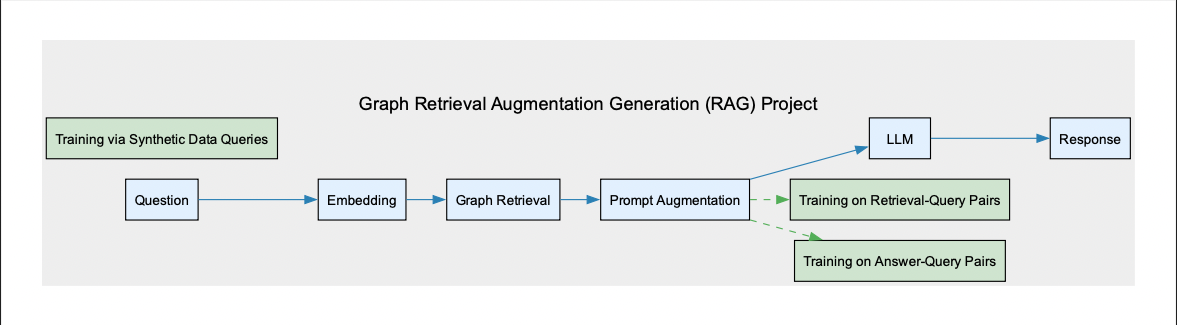 Graph Retrieval Augmentation Generation (RAG) Project
Training via Synthetic Data Queries
LLM
Response
Question
Embedding
Graph Retrieval
Prompt Augmentation
Training on Retrieval-Query Pairs
Training on Answer-Query Pairs